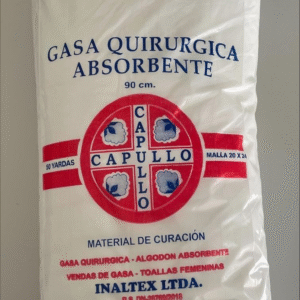 GASA QUIRURGICA
ABSORBENTE
90 cm.
CAPULLO
50 YARDAS
CAPULLO
MALLA 20 X 24
MATERIAL DE CURACIÓN
GASA QUIRURGICA - ALGODON ABSORBENTE
VENDAS DE GASA - TOALLAS FEMENINAS
INALTEX LTDA.